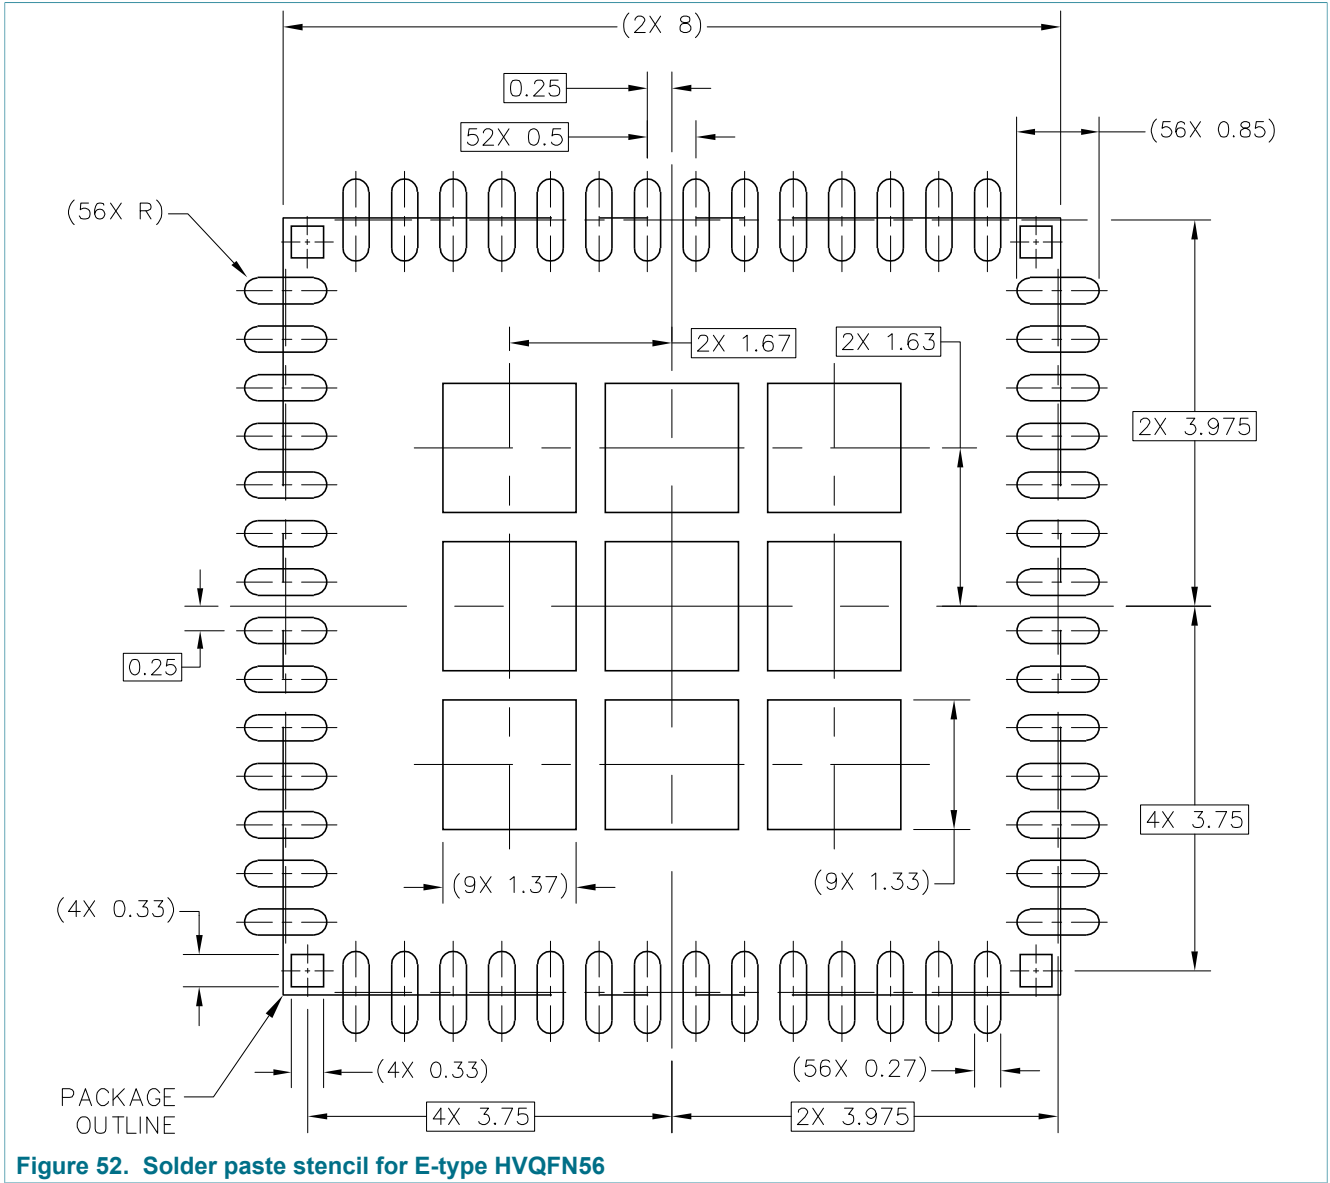 (2X 8)
0.25
52X 0.5
(56X 0.85)
(56X R)
2X 1.67
2X 1.63
2X 3.975
0.25
4X 3.75
(9X 1.37)
(9X 1.33)
(4X 0.33)
(4X 0.33)
(56X 0.27)
PACKAGE
OUTLINE
4X 3.75
2X 3.975
Figure 52. Solder paste stencil for E-type HVQFN56